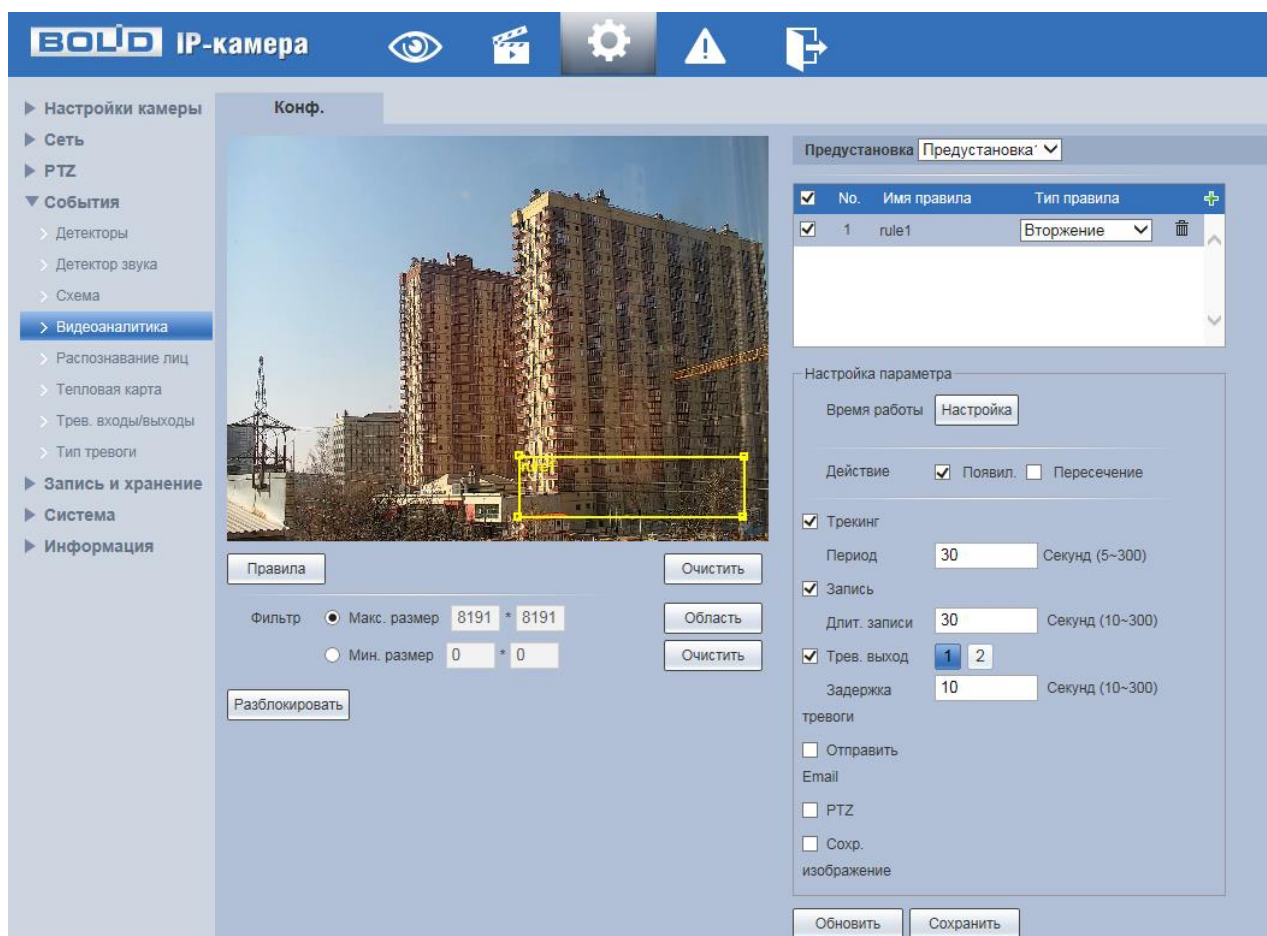 BOLID IP-камера
Настройки камеры
Сеть
PTZ
События
Детекторы
Детектор звука
Схема
Видеоаналитика
Распознавание лиц
Тепловая карта
Трев. входы/выходы
Тип тревоги
Запись и хранение
Система
Информация
Конф.
rule1
Правила
Очистить
Фильтр Макс. размер 8191 * 8191 Область
Мин. размер 0 * 0 Очистить
Разблокировать
Предустановка Предустановка1
No. Имя правила Тип правила
1 rule1 Вторжение
Настройка параметра
Время работы Настройка
Действие Появил. Пересечение
Трекинг
Период 30 Секунд (5~300)
Запись
Длит. записи 30 Секунд (10~300)
Трев. выход 1 2
Задержка 10 Секунд (10~300)
тревоги
Отправить
Email
PTZ
Сохр.
изображение
Обновить Сохранить